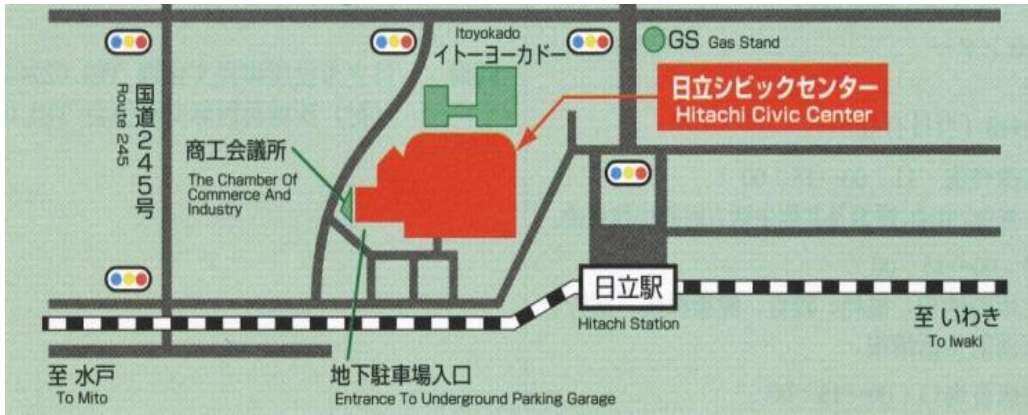 Itoyokado
イトーヨーカドー
GS Gas Stand
日立シビックセンター
Hitachi Civic Center
国道245号
Route 245
商工会議所
The Chamber Of
Commerce And
Industry
日立駅
Hitachi Station
至 いわき
To Iwaki
至 水戸
To Mito
地下駐車場入口
Entrance To Underground Parking Garage